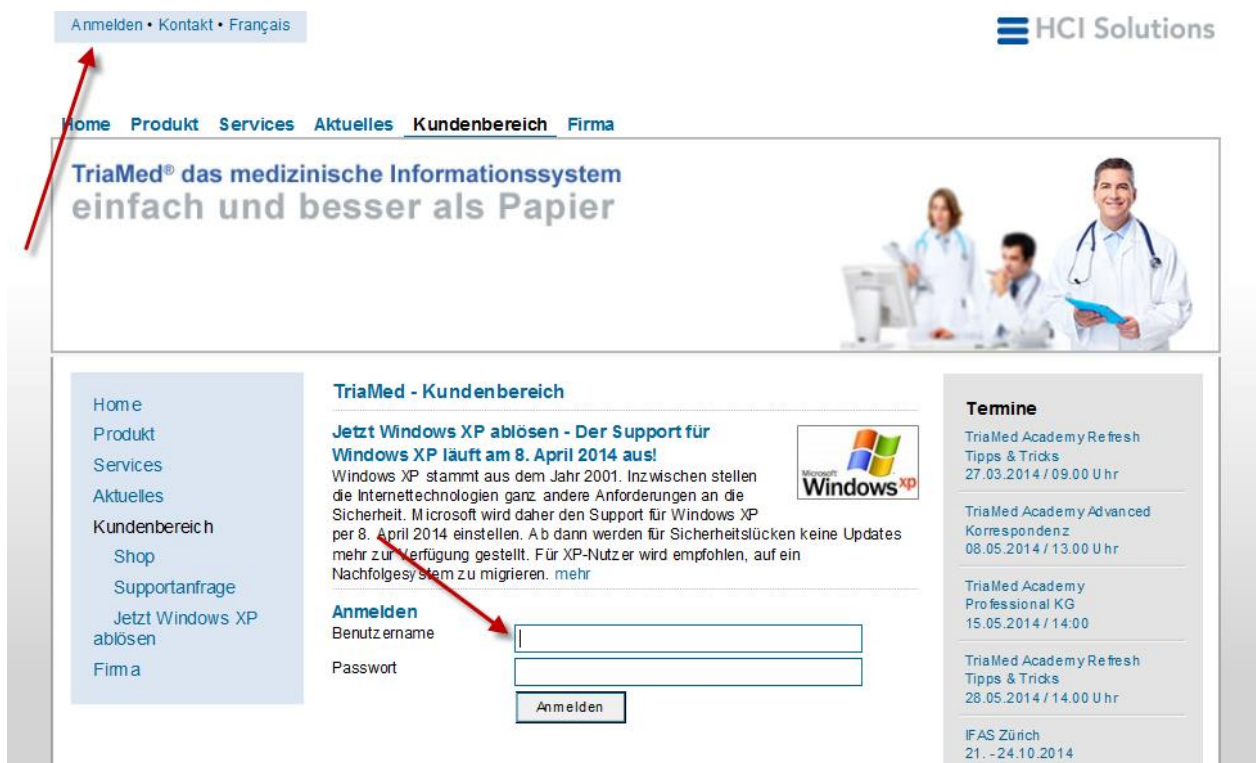 Anmelden • Kontakt • Français
HCI Solutions
Home Produkt Services Aktuelles Kundenbereich Firma
TriaMed® das medizinische Informationssystem
einfach und besser als Papier
Home
Produkt
Services
Aktuelles
Kundenbereich
Shop
Supportanfrage
Jetzt Windows XP
ablösen
Firma
TriaMed - Kundenbereich
Jetzt Windows XP ablösen - Der Support für
Windows XP läuft am 8. April 2014 aus!
Windows XP stammt aus dem Jahr 2001. Inzwischen stellen
die Internettechnologien ganz andere Anforderungen an die
Sicherheit. Microsoft wird daher den Support für Windows XP
per 8. April 2014 einstellen. Ab dann werden für Sicherheitslücken keine Updates
mehr zur Verfügung gestellt. Für XP-Nutzer wird empfohlen, auf ein
Nachfolgesystem zu migrieren. mehr
Microsoft
Windows xp
Anmelden
Benutzername
Passwort
Anmelden
Termine
TriaMed Academy Refresh
Tipps & Tricks
27.03.2014 / 09.00 Uhr
TriaMed Academy Advanced
Korrespondenz
08.05.2014 / 13.00 Uhr
TriaMed Academy
Professional KG
15.05.2014 / 14:00
TriaMed Academy Refresh
Tipps & Tricks
28.05.2014 / 14.00 Uhr
IFAS Zürich
21. - 24.10.2014